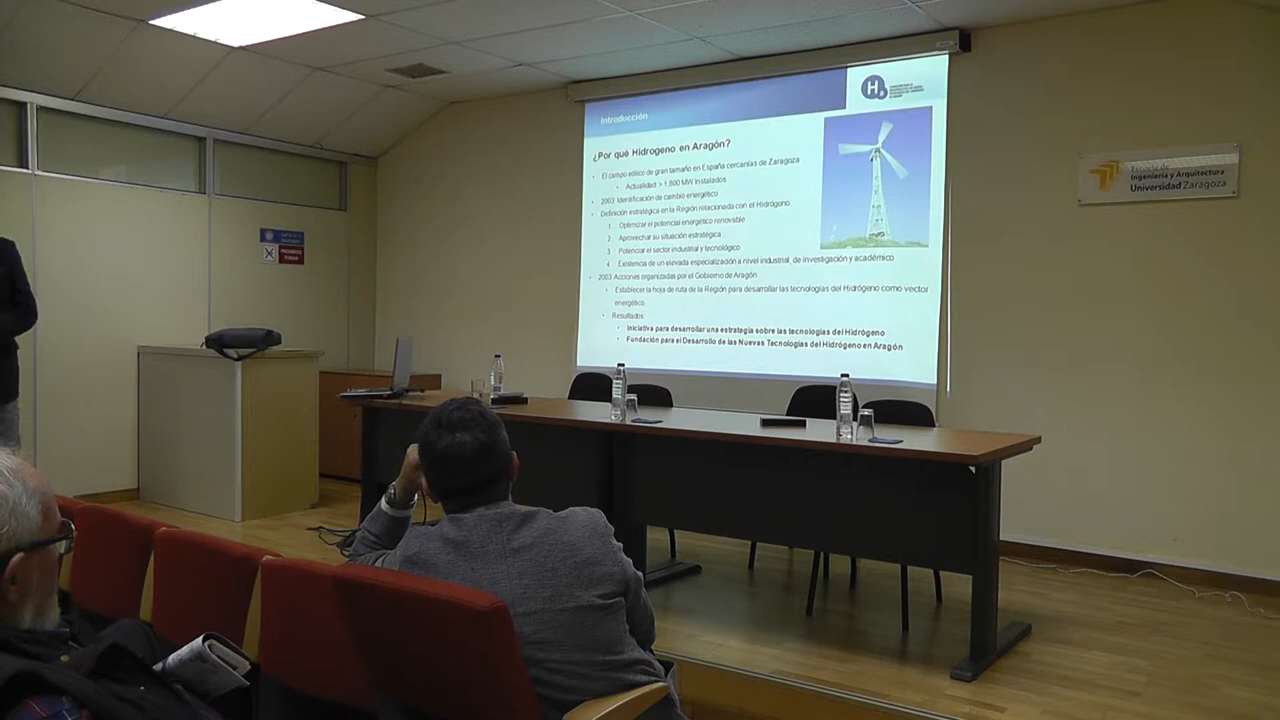 Introducción
¿Por qué Hidrogeno en Aragón?
El campo eólico de gran tamaño en España cercanías de Zaragoza
Actualidad: > 1,800 MW Instalados
2003: Identificación de cambio energético
Definición estratégica en la Región relacionada con el Hidrógeno
1 Optimizar el potencial energético renovable
2 Aprovechar su situación estratégica
3 Potenciar el sector industrial y tecnológico
4 Existencia de un elevada especialización a nivel industrial, de investigación y académico
2003: Acciones organizadas por el Gobierno de Aragón
Establecer la hoja de ruta de la Región para desarrollar las tecnologías del Hidrógeno como vector
energético
Resultados
Iniciativa para desarrollar una estrategia sobre las tecnologías del Hidrógeno
Fundación para el Desarrollo de las Nuevas Tecnologías del Hidrógeno en Aragón
Escuela de
Ingeniería y Arquitectura
Universidad Zaragoza